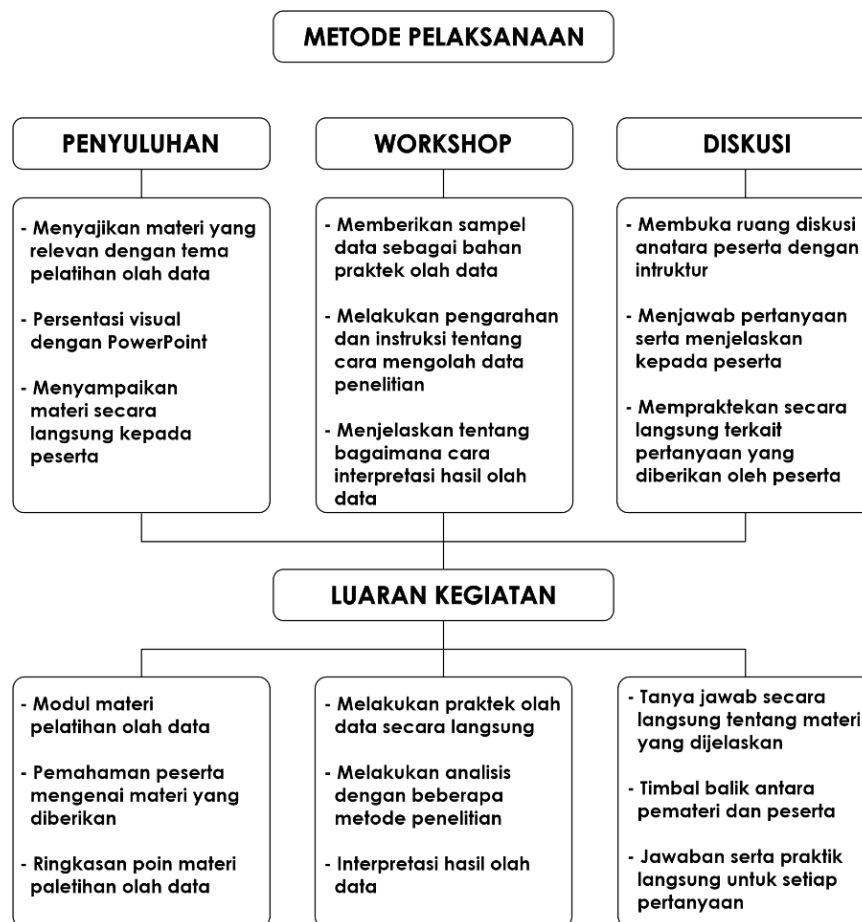 METODE PELAKSANAAN
PENYULUHAN
- Menyajikan materi yang
relevan dengan tema
pelatihan olah data
- Persentasi visual
dengan PowerPoint
- Menyampaikan
materi secara
langsung kepada
peserta
WORKSHOP
- Memberikan sampel
data sebagai bahan
praktek olah data
- Melakukan pengarahan
dan instruksi tentang
cara mengolah data
penelitian
- Menjelaskan tentang
bagaimana cara
interpretasi hasil olah
data
DISKUSI
- Membuka ruang diskusi
anatara peserta dengan
intruktur
- Menjawab pertanyaan
serta menjelaskan
kepada peserta
- Mempraktekan secara
langsung terkait
pertanyaan yang
diberikan oleh peserta
LUARAN KEGIATAN
- Modul materi
pelatihan olah data
- Pemahaman peserta
mengenai materi yang
diberikan
- Ringkasan poin materi
paletihan olah data
- Melakukan praktek olah
data secara langsung
- Melakukan analisis
dengan beberapa
metode penelitian
- Interpretasi hasil olah
data
- Tanya jawab secara
langsung tentang materi
yang dijelaskan
- Timbal balik antara
pemateri dan peserta
- Jawaban serta praktik
langsung untuk setiap
pertanyaan